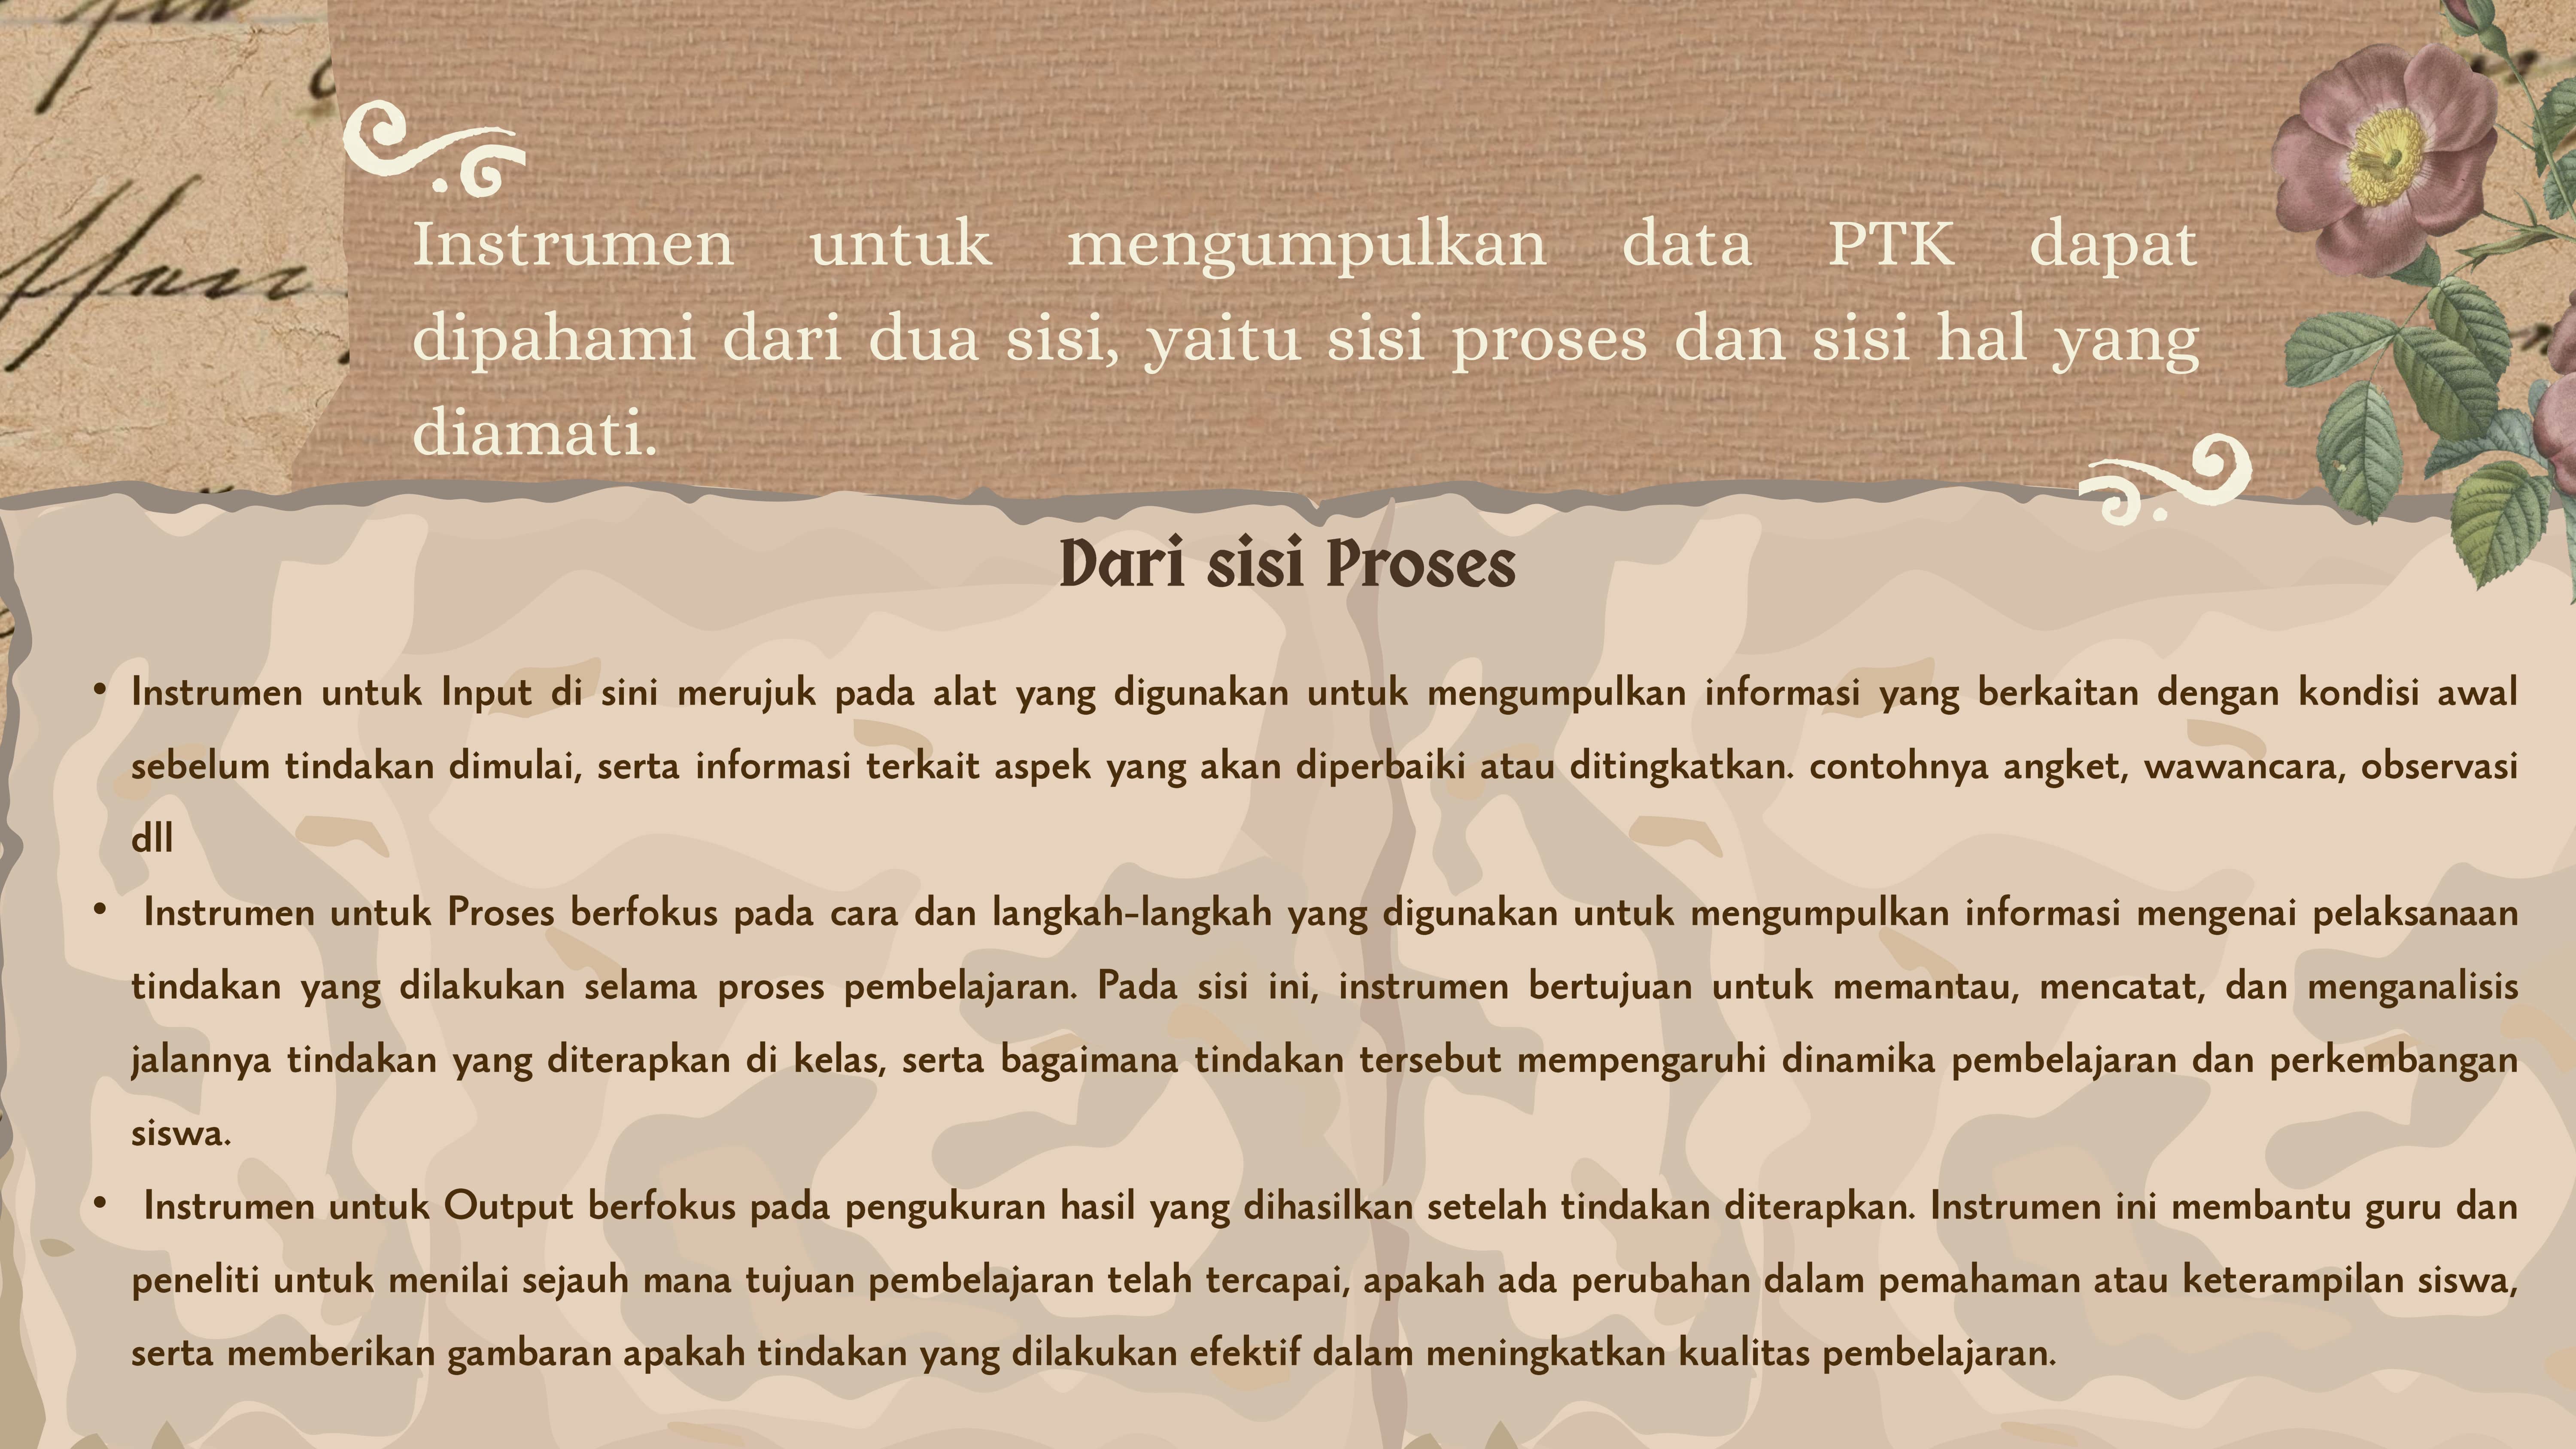 Instrumen untuk mengumpulkan data PTK dapat
dipahami dari dua sisi, yaitu sisi proses dan sisi hal yang
diamati.
Dari sisi Proses
• Instrumen untuk Input di sini merujuk pada alat yang digunakan untuk mengumpulkan informasi yang berkaitan dengan kondisi awal
sebelum tindakan dimulai, serta informasi terkait aspek yang akan diperbaiki atau ditingkatkan. contohnya angket, wawancara, observasi
dll
• Instrumen untuk Proses berfokus pada cara dan langkah-langkah yang digunakan untuk mengumpulkan informasi mengenai pelaksanaan
tindakan yang dilakukan selama proses pembelajaran. Pada sisi ini, instrumen bertujuan untuk memantau, mencatat, dan menganalisis
jalannya tindakan yang diterapkan di kelas, serta bagaimana tindakan tersebut mempengaruhi dinamika pembelajaran dan perkembangan
siswa.
• Instrumen untuk Output berfokus pada pengukuran hasil yang dihasilkan setelah tindakan diterapkan. Instrumen ini membantu guru dan
peneliti untuk menilai sejauh mana tujuan pembelajaran telah tercapai, apakah ada perubahan dalam pemahaman atau keterampilan siswa,
serta memberikan gambaran apakah tindakan yang dilakukan efektif dalam meningkatkan kualitas pembelajaran.